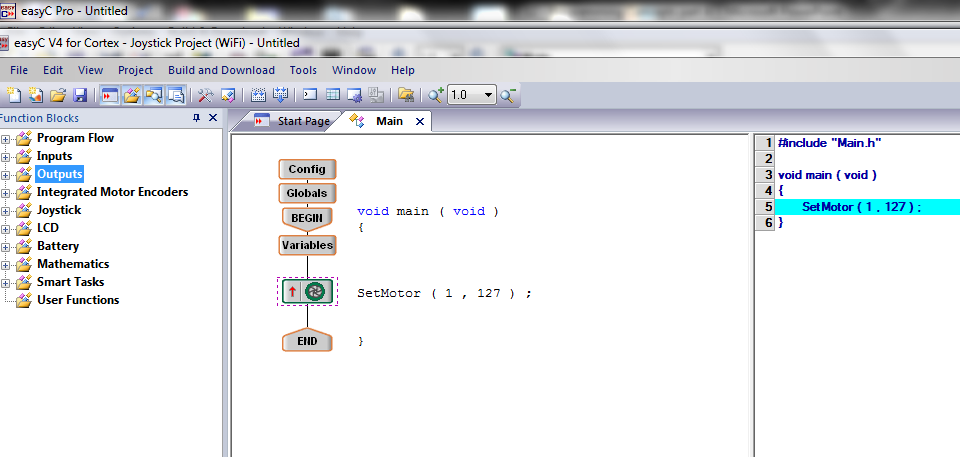 easyC Pro - Untitled
easyC V4 for Cortex - Joystick Project (WiFi) - Untitled
File Edit View Project Build and Download Tools Window Help
1.0
Function Blocks
Program Flow
Inputs
Outputs
Integrated Motor Encoders
Joystick
LCD
Battery
Mathematics
Smart Tasks
User Functions
Start Page Main
Config
Globals
BEGIN void main ( void )
{
Variables
SetMotor ( 1 , 127 ) ;
END }
1 #include "Main.h"
2
3 void main ( void )
4 {
5 SetMotor ( 1 , 127 ) ;
6 }